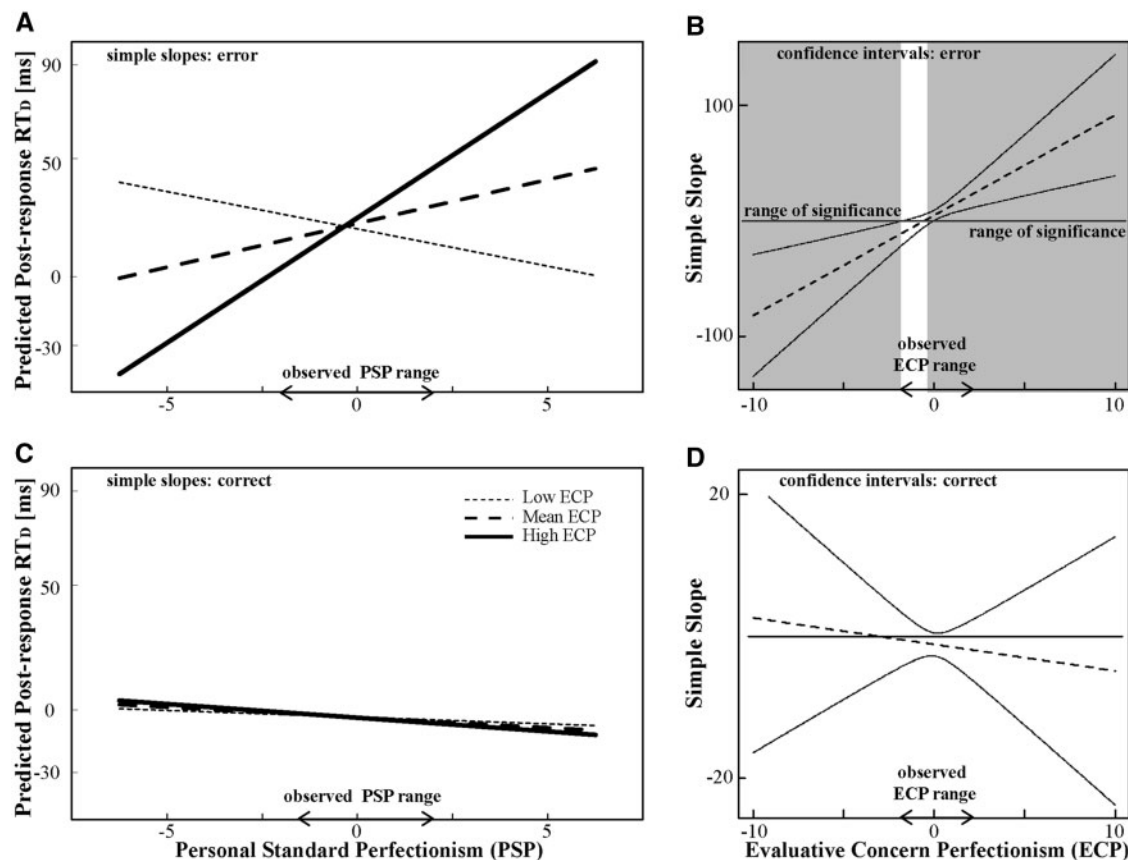 A
simple slopes: error
Predicted Post-response RTD [ms]
90
50
0
-30
observed PSP range
-5
0
5
B
confidence intervals: error
Simple Slope
100
-100
range of significance
range of significance
observed
ECP range
-10
0
10
C
simple slopes: correct
Predicted Post-response RTD [ms]
90
50
0
-30
Low ECP
Mean ECP
High ECP
observed PSP range
-5
0
5
Personal Standard Perfectionism (PSP)
D
confidence intervals: correct
Simple Slope
20
-20
observed
ECP range
-10
0
10
Evaluative Concern Perfectionism (ECP)